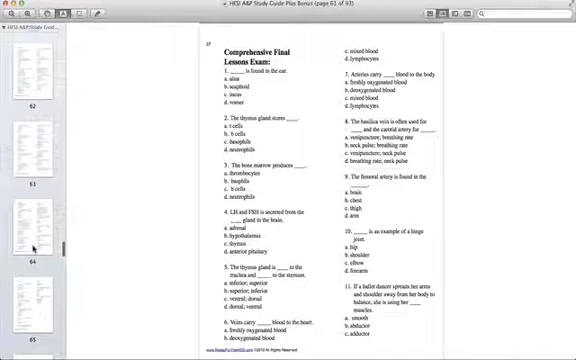 HESI A&P Study Guide Plus Bonus (page 61 of 93)
HESI A&P Study Guid...
62
63
64
65
57
Comprehensive Final
Lessons Exam:
1. _____ is found in the ear.
a. ulna
b. scaphoid
c. incus
d. vomer
2. The thymus gland stores ____.
a. t cells
b. b cells
c. basophils
d. neutrophils
3. The bone marrow produces ____.
a. thrombocytes
b. basphils
c. b cells
d. neutrophils
4. LH and FSH is secreted from the
____ gland in the brain.
a. adrenal
b. hypothalamus
c. thymus
d. anterior pituitary
5. The thymus gland is ____ to the
trachea and _____ to the sternum.
a. inferior; superior
b. superior; inferior
c. ventral; dorsal
d. dorsal; ventral
6. Veins carry _____ blood to the heart.
a. freshly oxygenated blood
b. deoxygenated blood
c. mixed blood
d. lymphocytes
7. Arteries carry ____ blood to the body.
a. freshly oxygenated blood
b. deoxygenated blood
c. mixed blood
d. lymphocytes
8. The basilica vein is often used for
____ and the carotid artery for _____.
a. venipuncture; breathing rate
b. neck pulse; breathing rate
c. venipuncture; neck pulse
d. breathing rate; neck pulse
9. The femoral artery is found in the
______.
a. brain
b. chest
c. thigh
d. arm
10. _____ is an example of a hinge
joint.
a. hip
b. shoulder
c. elbow
d. forearm
11. If a ballet dancer spreads her arms
and shoulder away from her body to
balance, she is using her ____
muscles.
a. smooth
b. abductor
c. adductor